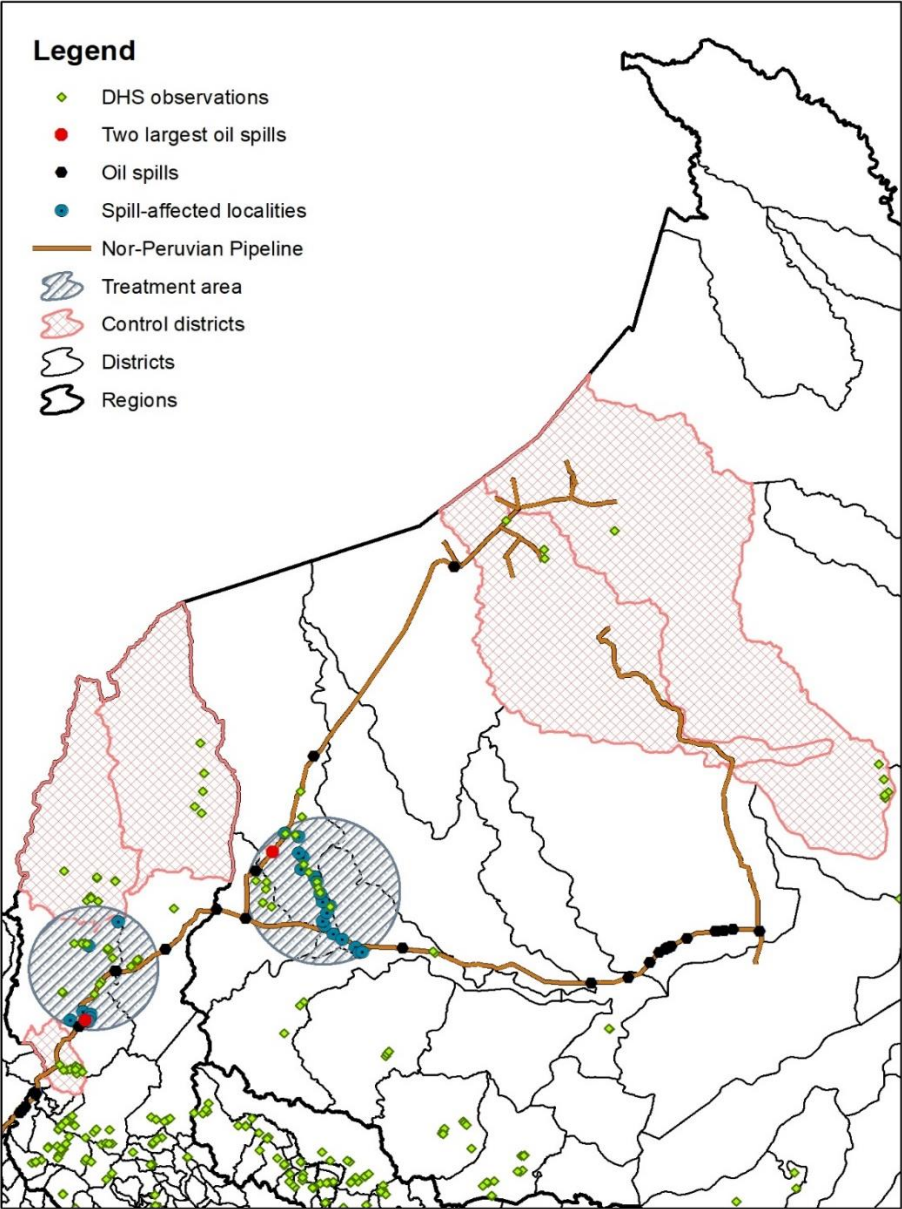 Legend
DHS observations
Two largest oil spills
Oil spills
Spill-affected localities
Nor-Peruvian Pipeline
Treatment area
Control districts
Districts
Regions